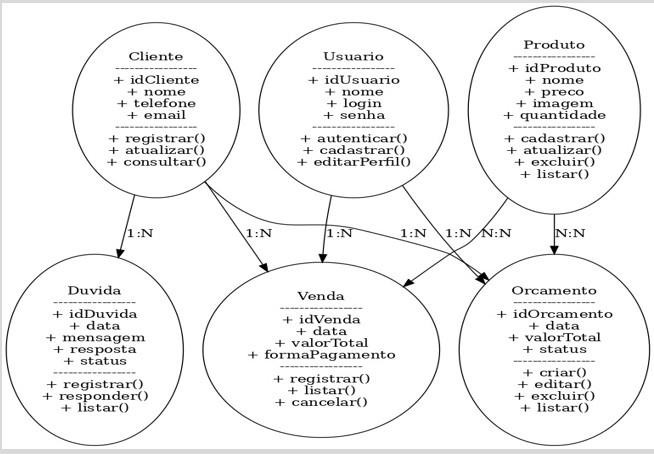 Cliente
-----------------
+ idCliente
+ nome
+ telefone
+ email
-----------------
+ registrar()
+ atualizar()
+ consultar()
Usuario
-----------------
+ idUsuario
+ nome
+ login
+ senha
-----------------
+ autenticar()
+ cadastrar()
+ editarPerfil()
Produto
-----------------
+ idProduto
+ nome
+ preco
+ imagem
+ quantidade
-----------------
+ cadastrar()
+ atualizar()
+ excluir()
+ listar()
1:N
1:N
1:N
1:N
1:N
N:N
N:N
Duvida
-----------------
+ idDuvida
+ data
+ mensagem
+ resposta
+ status
-----------------
+ registrar()
+ responder()
+ listar()
Venda
-----------------
+ idVenda
+ data
+ valorTotal
+ formaPagamento
-----------------
+ registrar()
+ listar()
+ cancelar()
Orcamento
-----------------
+ idOrcamento
+ data
+ valorTotal
+ status
-----------------
+ criar()
+ editar()
+ excluir()
+ listar()